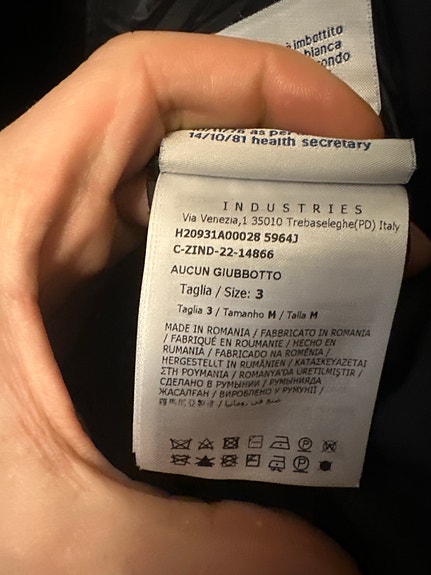 imbottito
bianca
ondo
as per
14/10/81 health secretary
INDUSTRIES
Via Venezia,1 35010 Trebaseleghe(PD) Italy
H20931A00028 5964J
C-ZIND-22-14866
AUCUN GIUBBOTTO
Taglia / Size: 3
Taglia 3 / Tamanho M / Talla M
MADE IN ROMANIA / FABBRICATO IN ROMANIA
/ FABRIQUÉ EN ROUMANIE / HECHO EN
RUMANIA / FABRICADO NA ROMÉNIA /
HERGESTELLT IN RUMÄNIEN / ΚΑΤΑΣΚΕΥΑΖΕΤΑΙ
ΣΤΗ ΡΟΥΜΑΝΙΑ / ROMANYA'DA ÜRETILMIŞTIR /
СДЕЛАНО В РУМЫНИИ / РУМЫНИЯДА
ЖАСАЛҒАН / ВИРОБЛЕНО У РУМУНІЇ /